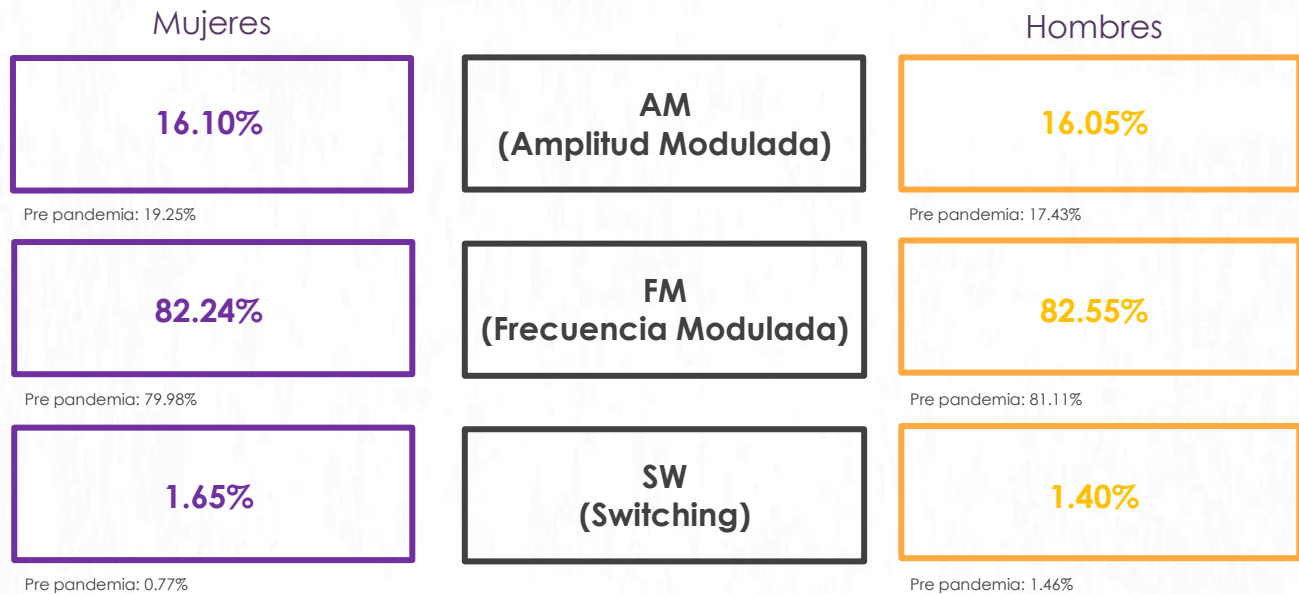 Mujeres
Hombres
16.10%
AM
(Amplitud Modulada)
16.05%
Pre pandemia: 19.25%
Pre pandemia: 17.43%
82.24%
FM
(Frecuencia Modulada)
82.55%
Pre pandemia: 79.98%
Pre pandemia: 81.11%
1.65%
SW
(Switching)
1.40%
Pre pandemia: 0.77%
Pre pandemia: 1.46%